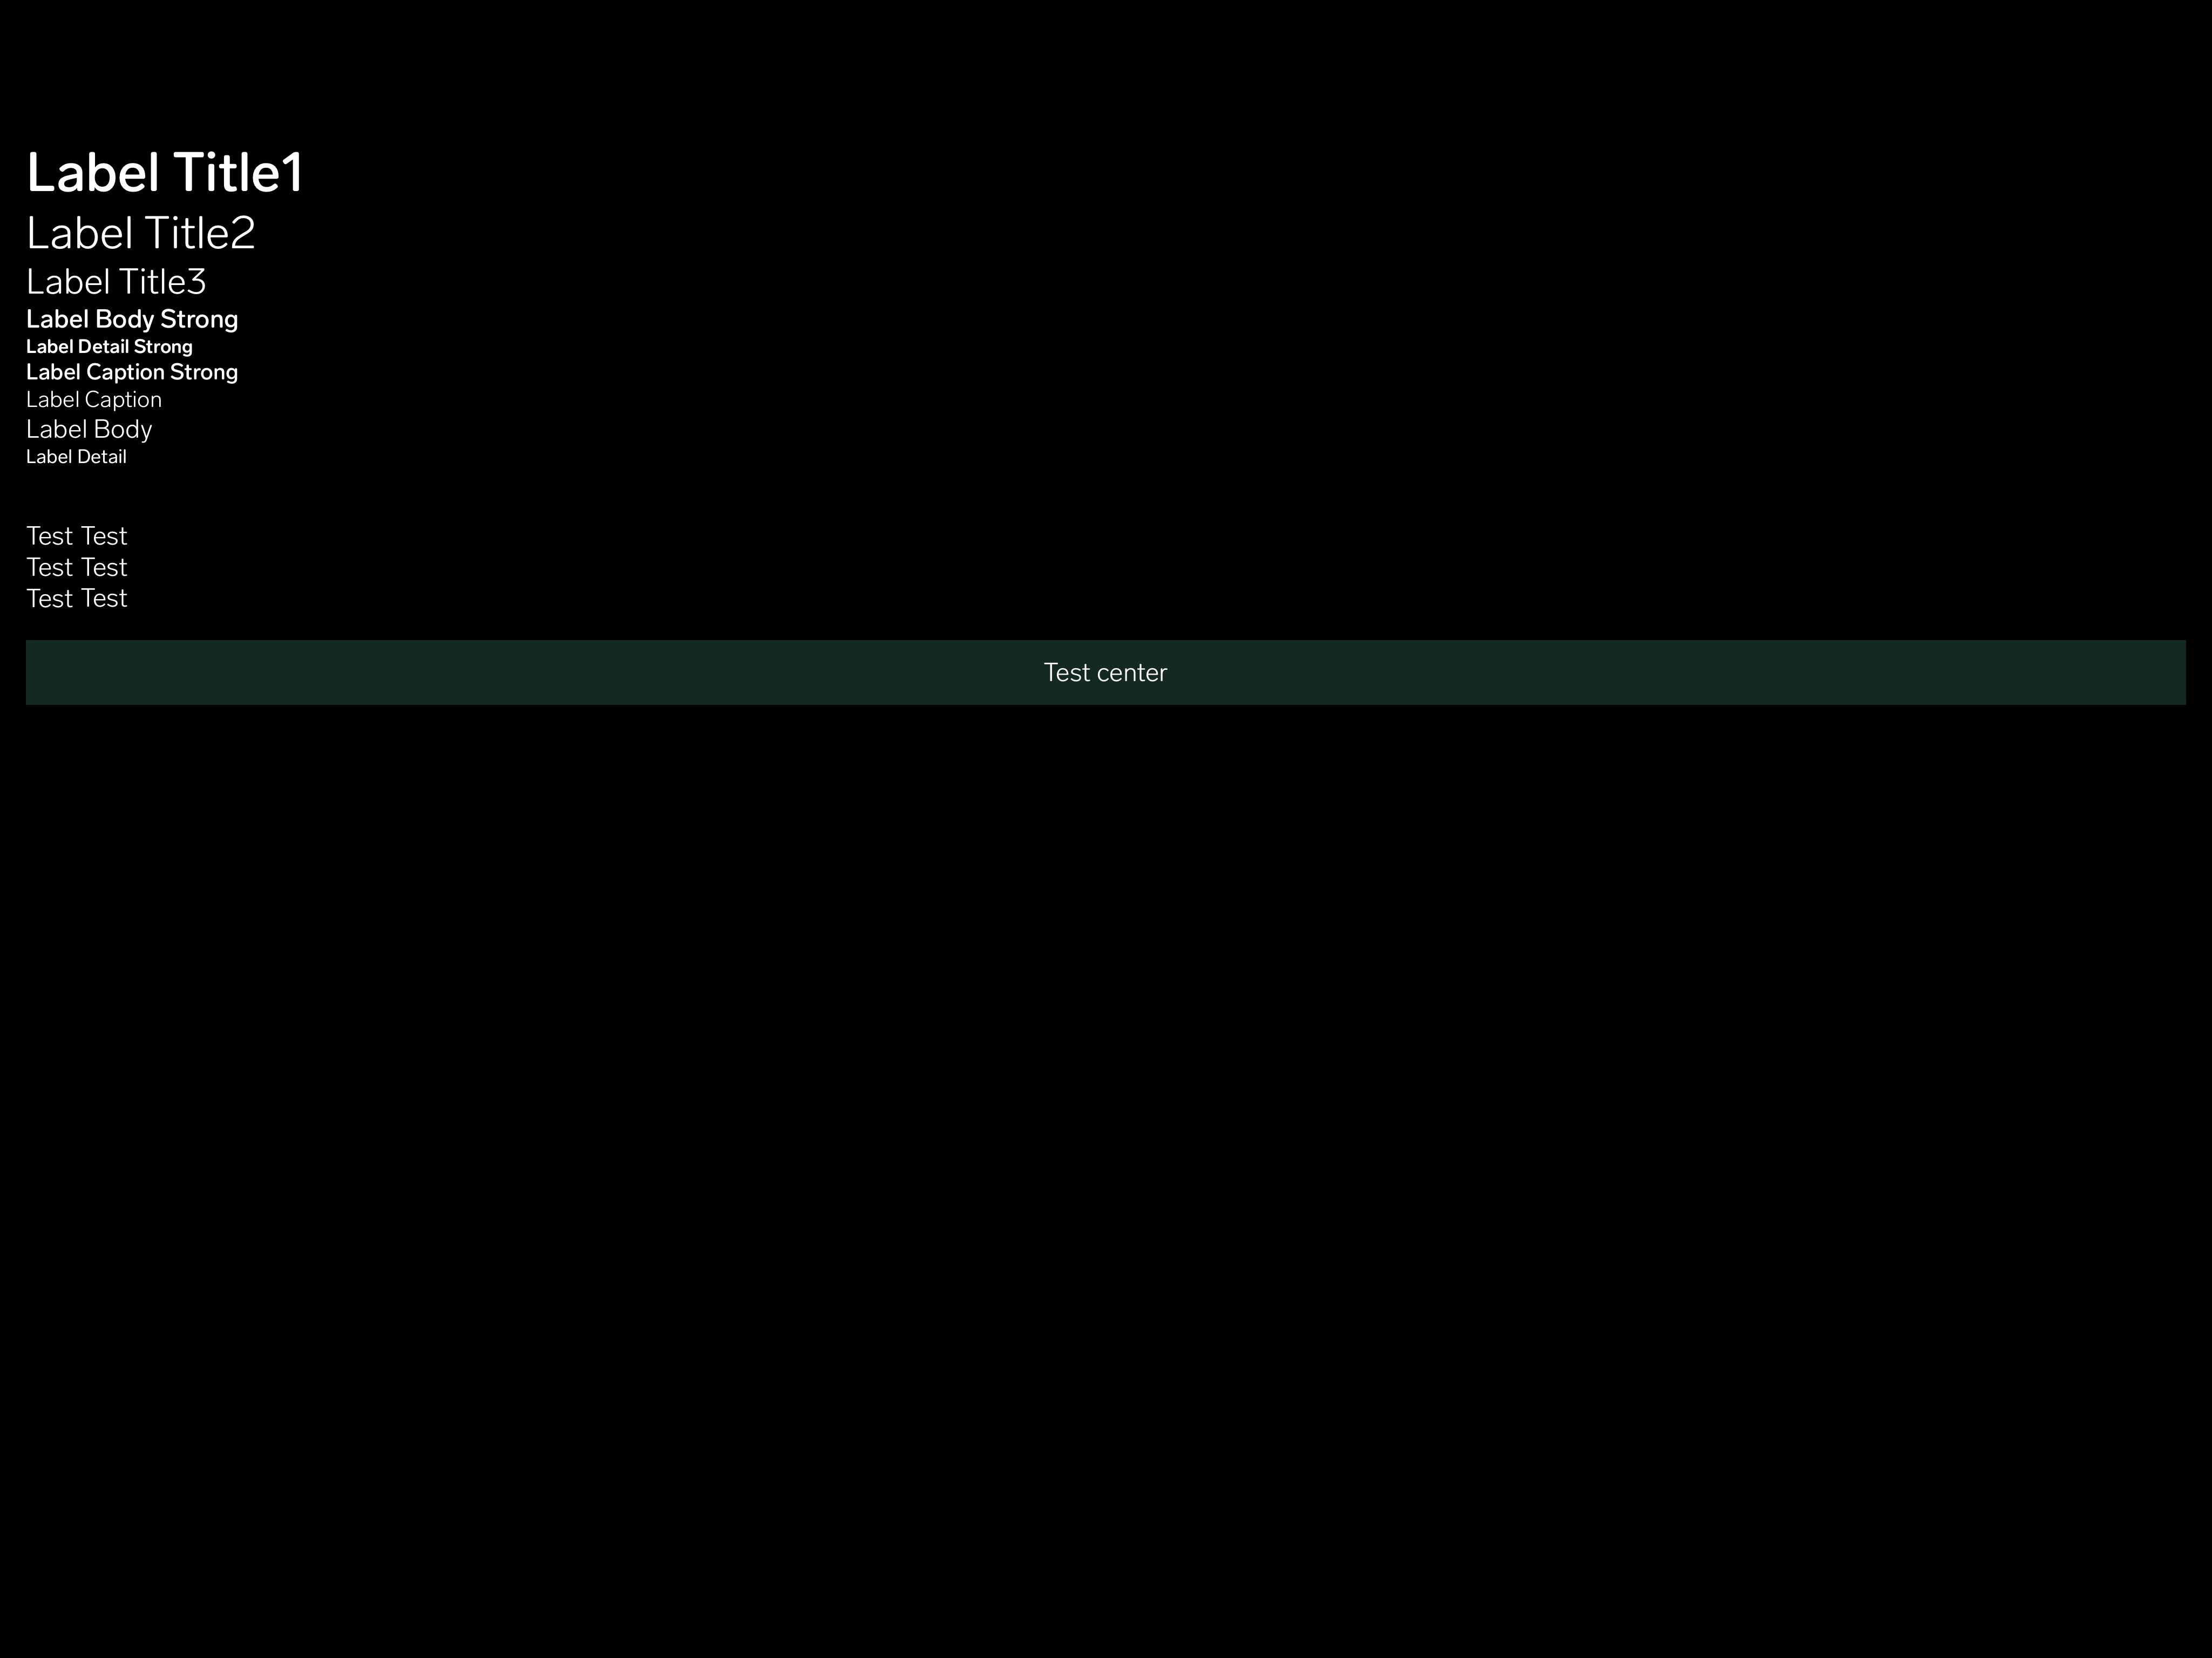 Label Title1
Label Title2
Label Title3
Label Body Strong
Label Detail Strong
Label Caption Strong
Label Caption
Label Body
Label Detail
Test Test
Test Test
Test Test
Test center